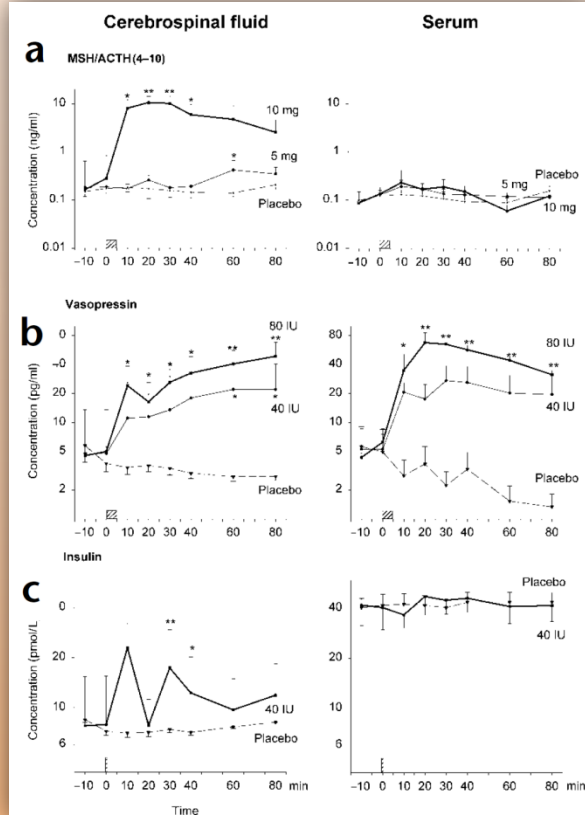 Cerebrospinal fluid Serum
a
MSH/ACTH (4–10)
Concentration (ng/ml)
10
1
0.1
0.01
* ** ** * *
10 mg
5 mg
Placebo
−10 0 10 20 30 40 60 80
10
1
0.1
0.01
Placebo
5 mg
10 mg
−10 0 10 20 30 40 60 80
Vasopressin
b
Concentration (pg/ml)
0
−0
20
10
5
2
80 IU
* * * * ** **
40 IU
* *
Placebo
−10 0 10 20 30 40 60 80
80
40
20
10
5
2
80 IU
* ** ** ** ** **
40 IU
Placebo
−10 0 10 20 30 40 60 80
Insulin
c
Concentration (pmol/L
0
20
10
6
** *
40 IU
Placebo
−10 0 10 20 30 40 60 80 min
Time
40
20
10
6
Placebo
40 IU
−10 0 10 20 30 40 60 80 min